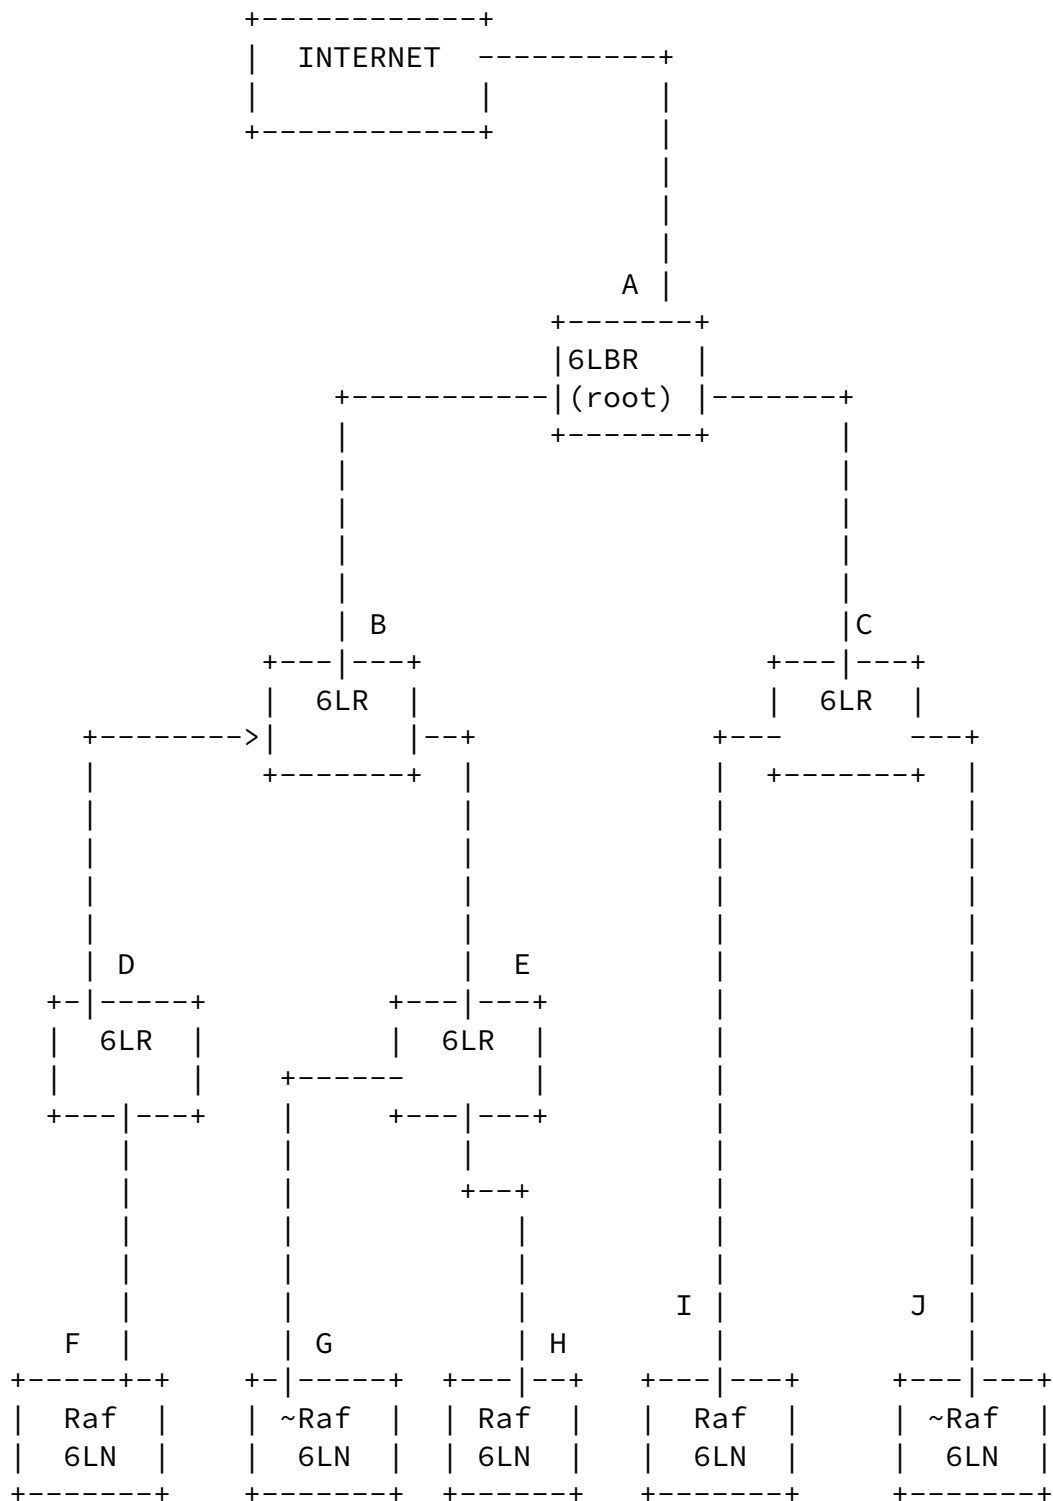 INTERNET
A
6LBR
(root)
B
C
6LR
6LR
D
E
6LR
6LR
I
J
F
G
H
Raf
~Raf
Raf
Raf
~Raf
6LN
6LN
6LN
6LN
6LN